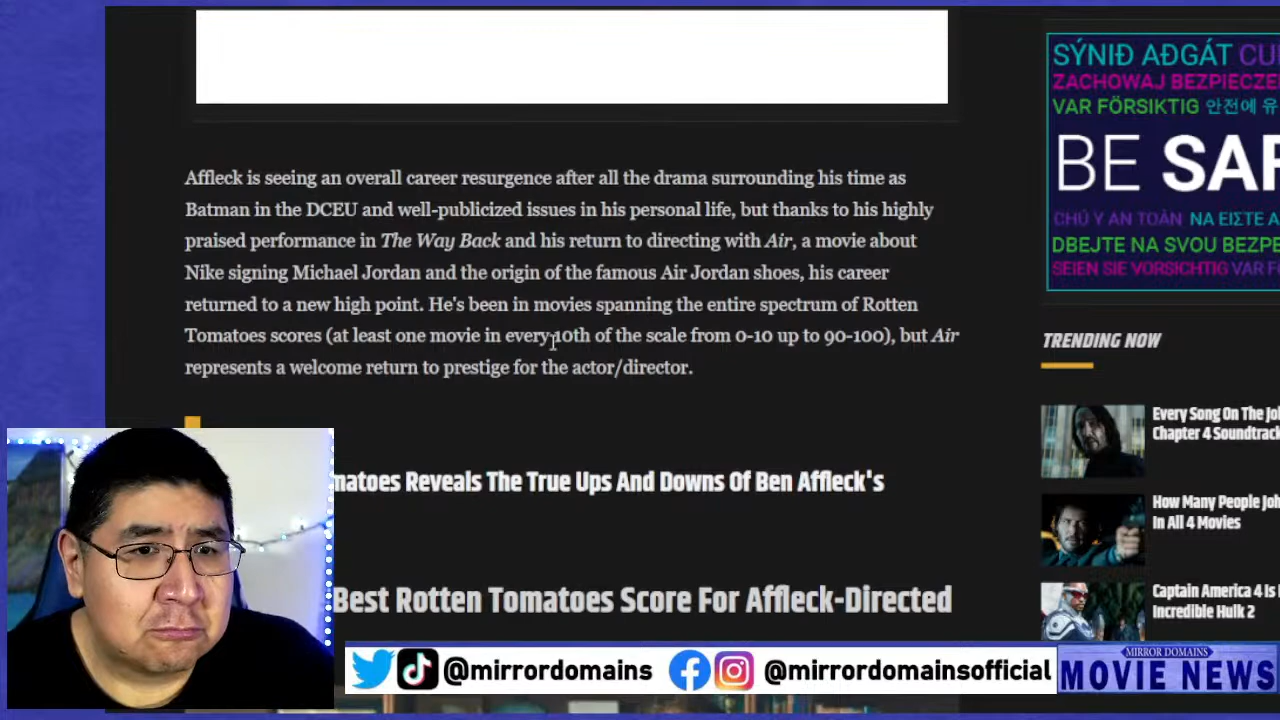 SÝNIÐ AÐGÁT
ZACHOWAJ
VAR FÖRSIKTIG 안전에
BE
CHÚ Ý AN TOÀN NA
DBEJTE NA SVOU
SEIEN SIE VORSICHTIG VAR
Affleck is seeing an overall career resurgence after all the drama surrounding his time as
Batman in the DCEU and well-publicized issues in his personal life, but thanks to his highly
praised performance in The Way Back and his return to directing with Air, a movie about
Nike signing Michael Jordan and the origin of the famous Air Jordan shoes, his career
returned to a new high point. He's been in movies spanning the entire spectrum of Rotten
Tomatoes scores (at least one movie in every 10th of the scale from 0-10 up to 90-100), but Air
represents a welcome return to prestige for the actor/director.
TRENDING NOW
Every Song On The
Chapter 4 Soundtrack
How Many People
In All 4 Movies
Captain America 4 Is
Incredible Hulk 2
matoes Reveals The True Ups And Downs Of Ben Affleck's
Best Rotten Tomatoes Score For Affleck-Directed
@mirrordomains @mirrordomainsofficial
MIRROR DOMAINS
MOVIE NEWS